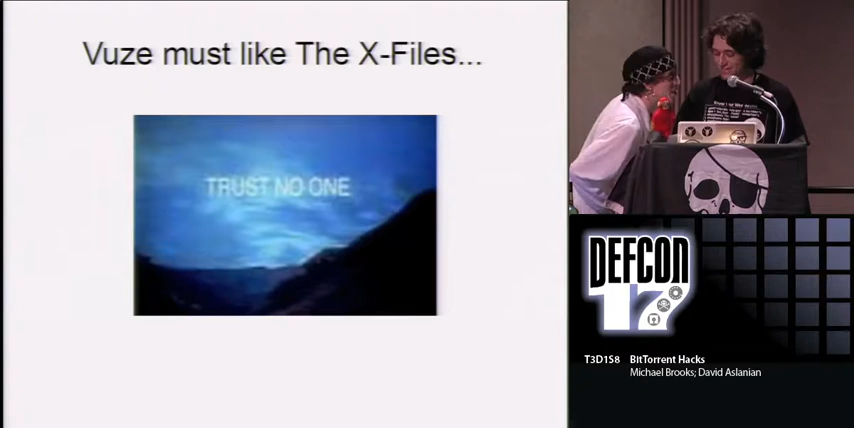 Vuze must like The X-Files...
TRUST NO ONE
DEFCON
17
T3D1S8 BitTorrent Hacks
Michael Brooks; David Aslanian